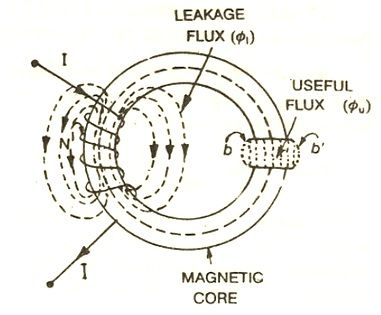 LEAKAGE
FLUX (ϕl)
I
USEFUL
FLUX (ϕu)
N
b
b'
I
MAGNETIC
CORE